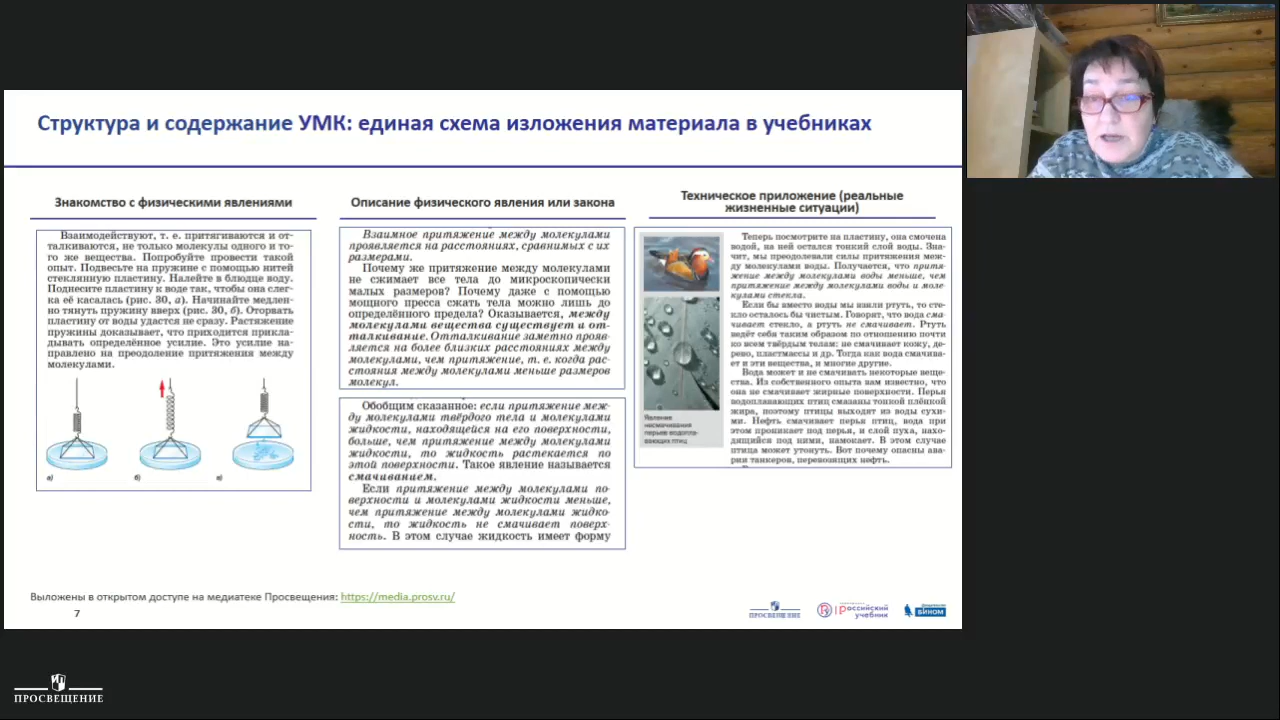 Структура и содержание УМК: единая схема изложения материала в учебниках
Знакомство с физическими явлениями
Взаимодействуют, т. е. притягиваются и от-
талкиваются, не только молекулы одного и то-
го же вещества. Попробуйте провести такой
опыт. Подвесьте на пружине с помощью нитей
стеклянную пластину. Налейте в блюдце воду.
Поднесите пластину к воде так, чтобы она слег-
ка её касалась (рис. 30, а). Начинайте медлен-
но тянуть пружину вверх (рис. 30, б). Оторвать
пластину от воды удастся не сразу. Растяжение
пружины доказывает, что приходится прикла-
дывать определённое усилие. Это усилие на-
правлено на преодоление притяжения между
молекулами.
а)
б)
в)
Описание физического явления или закона
Взаимное притяжение между молекулами
проявляется на расстояниях, сравнимых с их
размерами.
Почему же притяжение между молекулами
не сжимает все тела до микроскопически
малых размеров? Почему даже с помощью
мощного пресса сжать тела можно лишь до
определённого предела? Оказывается, между
молекулами вещества существует и от-
талкивание. Отталкивание заметно прояв-
ляется на более близких расстояниях между
молекулами, чем притяжение, т. е. когда рас-
стояния между молекулами меньше размеров
молекул.
Обобщим сказанное: если притяжение меж-
ду молекулами твёрдого тела и молекулами
жидкости, находящейся на его поверхности,
больше, чем притяжение между молекулами
жидкости, то жидкость растекается по
этой поверхности. Такое явление называется
смачиванием.
Если притяжение между молекулами по-
верхности и молекулами жидкости меньше,
чем притяжение между молекулами жидко-
сти, то жидкость не смачивает поверх-
ность. В этом случае жидкость имеет форму
Техническое приложение (реальные
жизненные ситуации)
Явление
несмачивания
перьев водопла-
вающих птиц
Теперь посмотрите на пластину, она смочена
водой, на ней остался тонкий слой воды. Зна-
чит, мы преодолевали силы притяжения меж-
ду молекулами воды. Получается, что притя-
жение между молекулами воды меньше, чем
притяжение между молекулами воды и моле-
кулами стекла.
Если бы вместо воды мы взяли ртуть, то сте-
кло осталось бы чистым. Говорят, что вода сма-
чивает стекло, а ртуть не смачивает. Ртуть
ведёт себя таким образом по отношению почти
ко всем твёрдым телам: не смачивает кожу, де-
рево, пластмассы и др. Тогда как вода смачива-
ет и эти вещества, и многие другие.
Вода может и не смачивать некоторые веще-
ства. Из собственного опыта вам известно, что
она не смачивает жирные поверхности. Перья
водоплавающих птиц смазаны тонкой плёнкой
жира, поэтому птицы выходят из воды сухи-
ми. Нефть смачивает перья птиц, вода при
этом проникает под перья, и слой пуха, нахо-
дящийся под ними, намокает. В этом случае
птица может утонуть. Вот почему опасны ава-
рии танкеров, перевозящих нефть.
Выложены в открытом доступе на медиатеке Просвещения: https://media.prosv.ru/
7
ПРОСВЕЩЕНИЕ
российский
учебник
БИНОМ
ПРОСВЕЩЕНИЕ